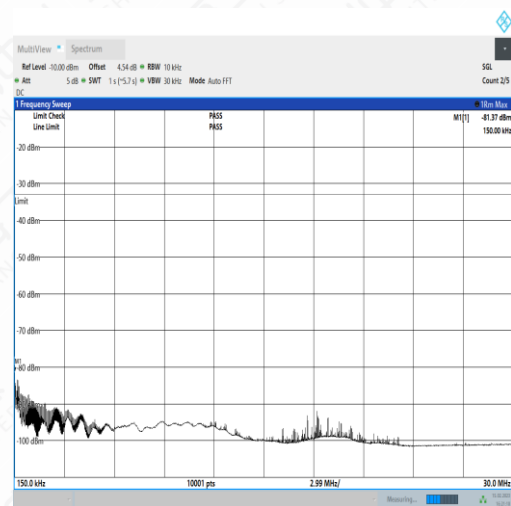 MultiView Spectrum
Ref Level -10.00 dBm Offset 4.54 dB RBW 10 kHz SGL
Att 5 dB SWT 1 s (~5.7 s) VBW 30 kHz Mode Auto FFT Count 2/5
DC
1 Frequency Sweep 1Rm Max
Limit Check PASS M1[1] -81.37 dBm
Line Limit PASS 150.00 kHz
-20 dBm
-30 dBm
Limit
-40 dBm
-50 dBm
-60 dBm
-70 dBm
M1
-80 dBm
-100 dBm
150.0 kHz 10001 pts 2.99 MHz/ 30.0 MHz
Measuring...